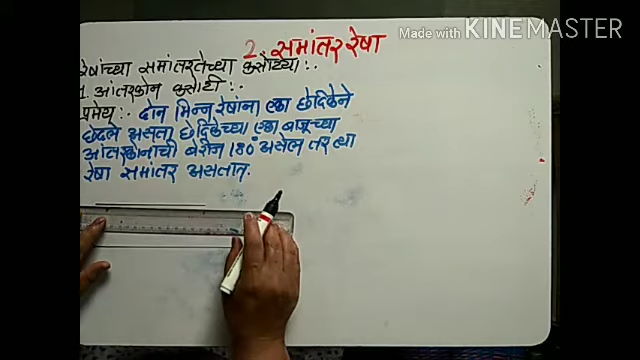 Made with KINEMASTER
2. समांतर रेषा
रेषांच्या समांतरतेच्या कसोट्या :-
1. आंतरकोन कसोटी :-
प्रमेय :- दोन भिन्न रेषांना एका छेदिकेने
छेदले असता छेदिकेच्या एका बाजूच्या
आंतरकोनांची बेरीज 180° असेल तर त्या
रेषा समांतर असतात.